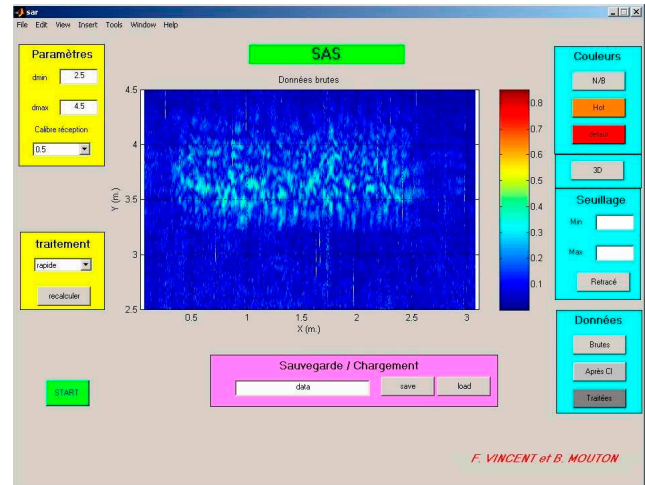 sar
File Edit View Insert Tools Window Help
Paramètres
dmin 2.5
dmax 4.5
Calibre réception
0.5
traitement
rapide
recalculer
START
SAS
Données brutes
4.5
4
3.5
3
2.5
Y (m.)
0.5 1 1.5 2 2.5 3
X (m.)
0.8
0.7
0.6
0.5
0.4
0.3
0.2
0.1
Sauvegarde / Chargement
data save load
Couleurs
N/B
Hot
défaut
3D
Seuillage
Min
Max
Retracé
Données
Brutes
Après CI
Traitées
F. VINCENT et B. MOUTON